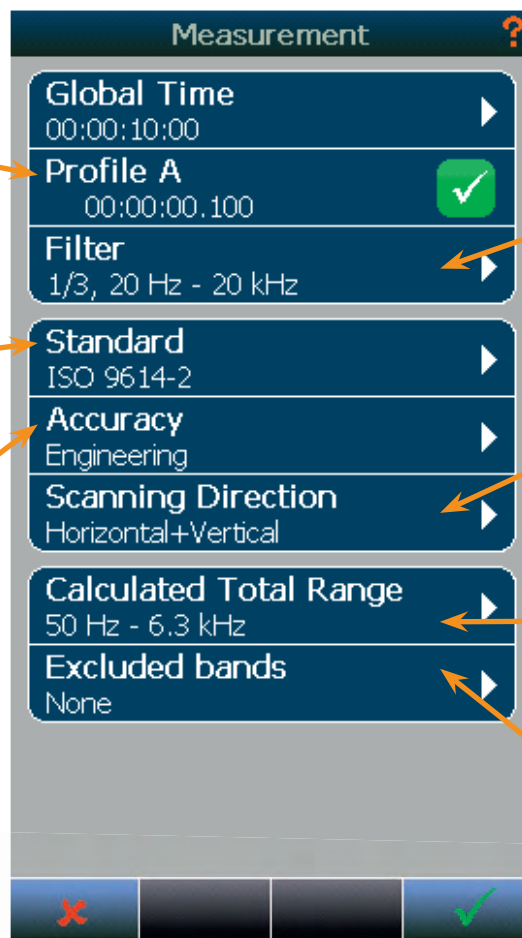 Measurement ?
Global Time
00:00:10:00
Profile A
00:00:00.100
Filter
1/3, 20 Hz - 20 kHz
Standard
ISO 9614-2
Accuracy
Engineering
Scanning Direction
Horizontal+Vertical
Calculated Total Range
50 Hz - 6.3 kHz
Excluded bands
None